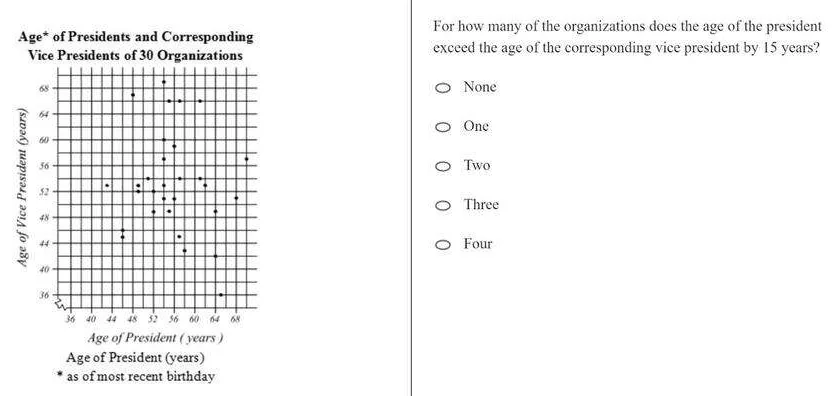 Age* of Presidents and Corresponding
Vice Presidents of 30 Organizations
68
64
60
56
52
48
44
40
36
Age of Vice President (years)
36 40 44 48 52 56 60 64 68
Age of President ( years )
Age of President (years)
* as of most recent birthday
For how many of the organizations does the age of the president
exceed the age of the corresponding vice president by 15 years?
None
One
Two
Three
Four